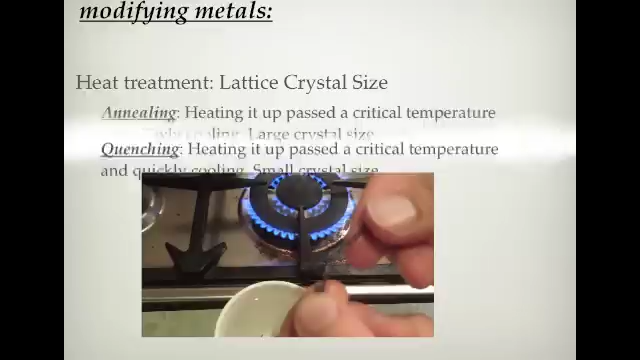 modifying metals:
Heat treatment: Lattice Crystal Size
Annealing: Heating it up passed a critical temperature
cooling. Large crystal size
Quenching: Heating it up passed a critical temperature
and quickly cooling. Small crystal size